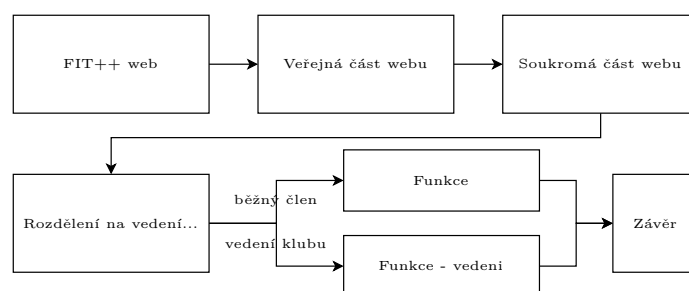 FIT++ web
Veřejná část webu
Soukromá část webu
Rozdělení na vedení...
běžný člen
vedení klubu
Funkce
Funkce - vedeni
Závěr